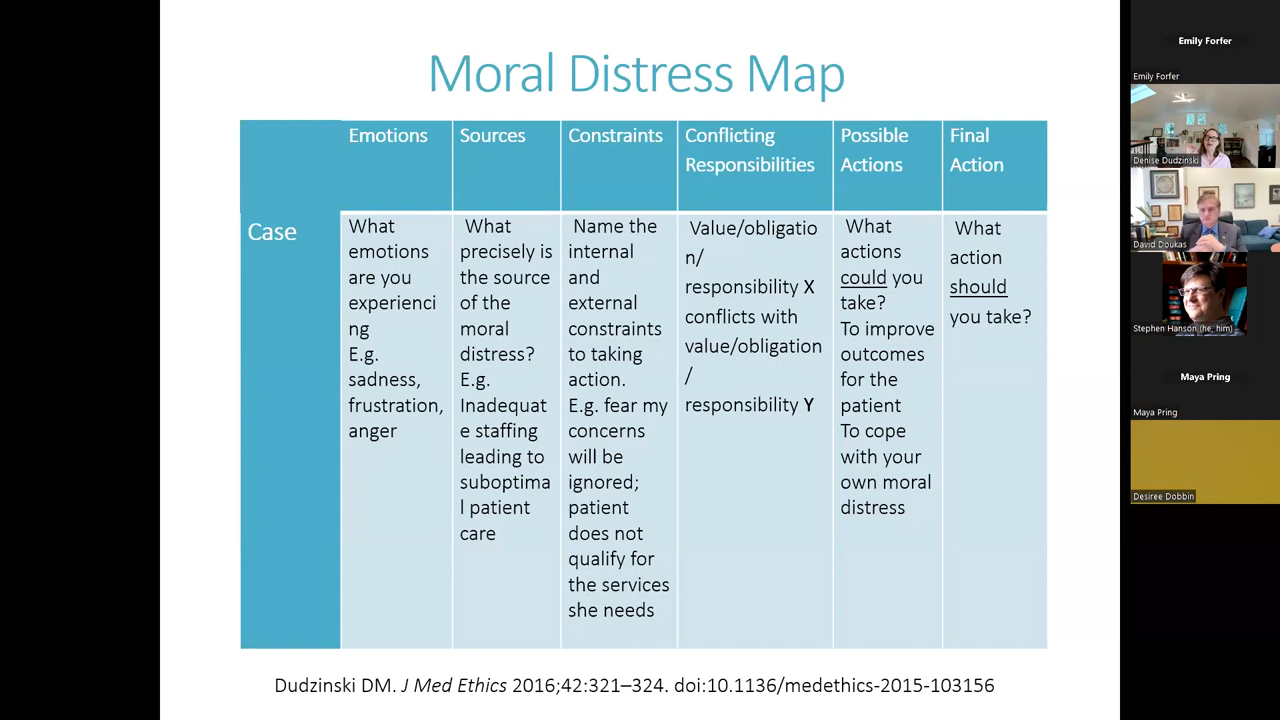 Moral Distress Map
Emotions
Sources
Constraints
Conflicting
Responsibilities
Possible
Actions
Final
Action
Case
What
emotions
are you
experienci
ng
E.g.
sadness,
frustration,
anger
What
precisely is
the source
of the
moral
distress?
E.g.
Inadequat
e staffing
leading to
suboptima
l patient
care
Name the
internal
and
external
constraints
to taking
action.
E.g. fear my
concerns
will be
ignored;
patient
does not
qualify for
the services
she needs
Value/obligatio
n/
responsibility X
conflicts with
value/obligation
/
responsibility Y
What
actions
could you
take?
To improve
outcomes
for the
patient
To cope
with your
own moral
distress
What
action
should
you take?
Dudzinski DM. J Med Ethics 2016;42:321–324. doi:10.1136/medethics-2015-103156
Emily Forfer
Emily Forfer
Denise Dudzinski
David Doukas
Stephen Hanson (he, him)
Maya Pring
Maya Pring
Desiree Dobbin